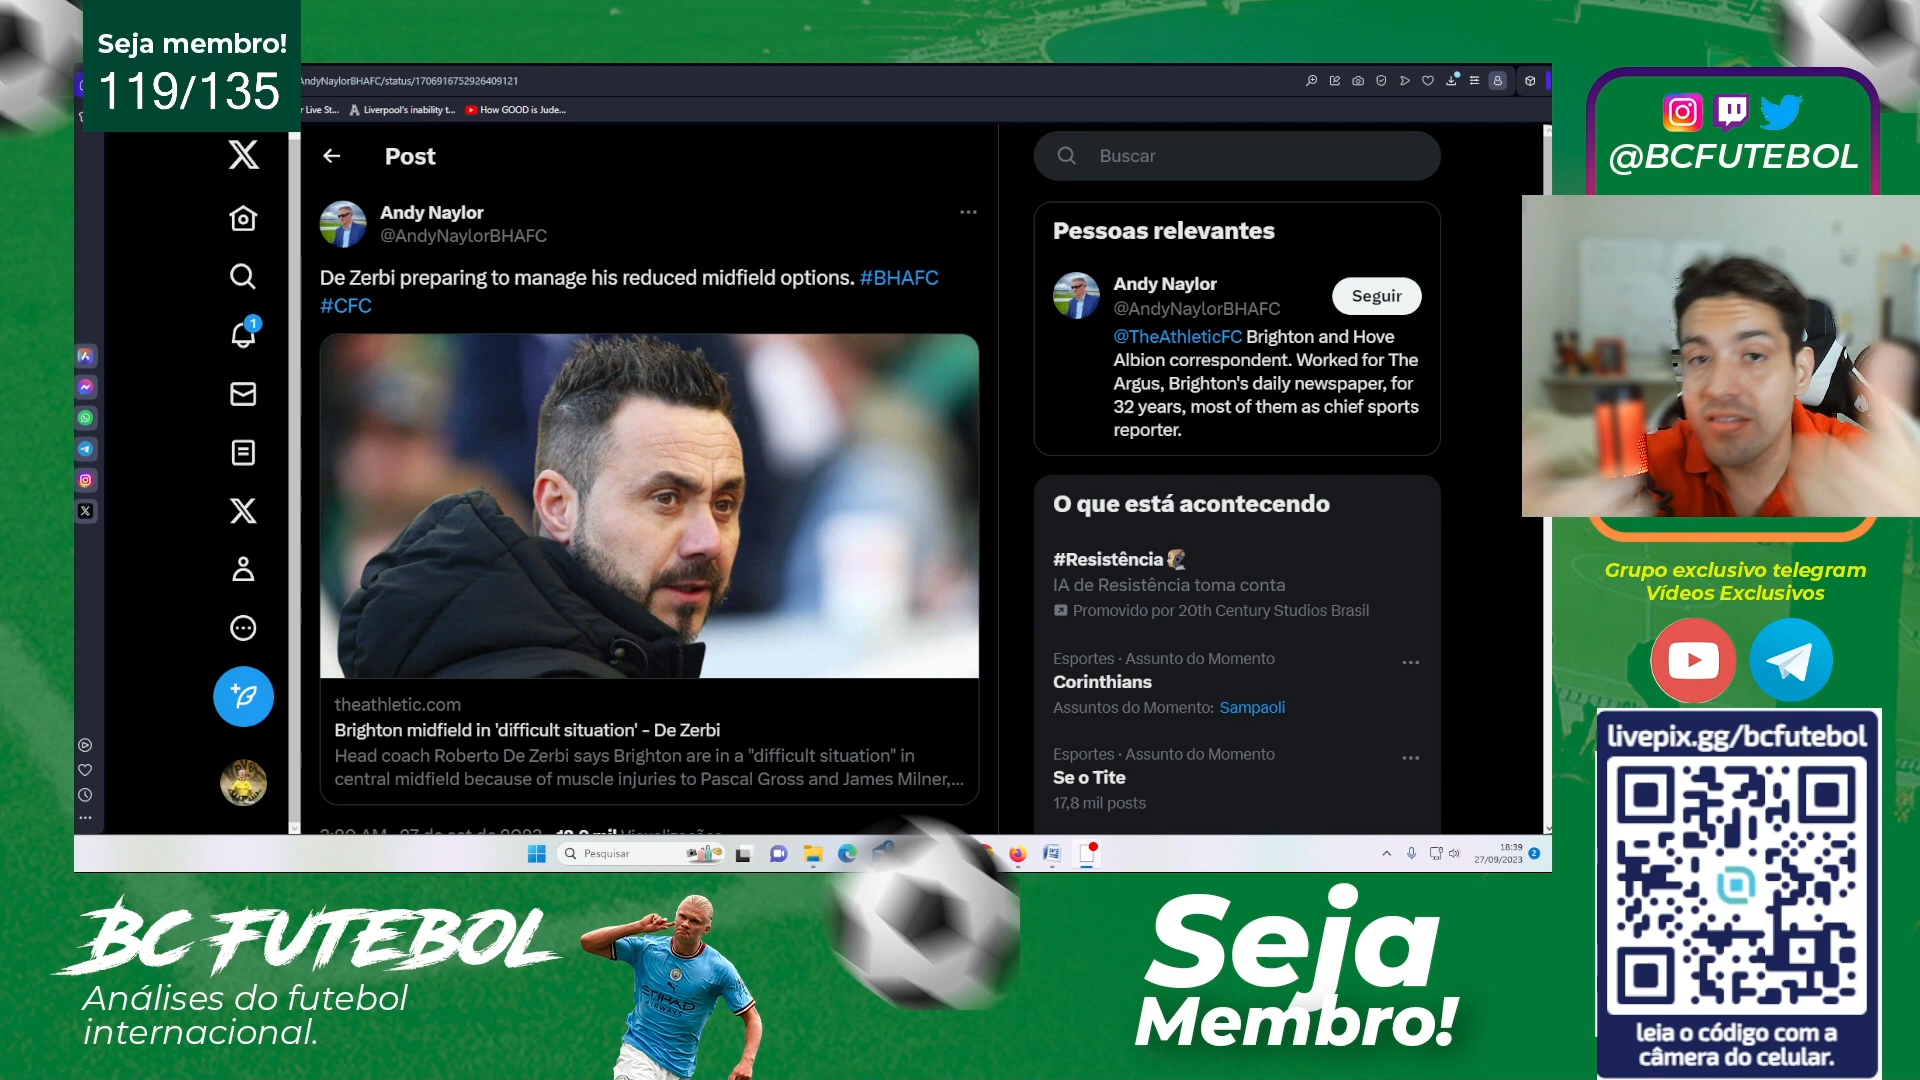 Seja membro!
119/135
AndyNaylorBHAFC/status/1706916752926409121
r Live St...
Liverpool's inability t...
How GOOD is Jude...
Post
Andy Naylor
@AndyNaylorBHAFC
De Zerbi preparing to manage his reduced midfield options. #BHAFC
#CFC
theathletic.com
Brighton midfield in 'difficult situation' - De Zerbi
Head coach Roberto De Zerbi says Brighton are in a "difficult situation" in
central midfield because of muscle injuries to Pascal Gross and James Milner,...
1
Buscar
Pessoas relevantes
Andy Naylor
@AndyNaylorBHAFC
Seguir
@TheAthleticFC Brighton and Hove
Albion correspondent. Worked for The
Argus, Brighton's daily newspaper, for
32 years, most of them as chief sports
reporter.
O que está acontecendo
#Resistência
IA de Resistência toma conta
Promovido por 20th Century Studios Brasil
Esportes · Assunto do Momento
Corinthians
Assuntos do Momento: Sampaoli
Esportes · Assunto do Momento
Se o Tite
17,8 mil posts
Pesquisar
18:39
27/09/2023
2
@BCFUTEBOL
Grupo exclusivo telegram
Vídeos Exclusivos
livepix.gg/bcfutebol
leia o código com a
câmera do celular.
BC FUTEBOL
Análises do futebol
internacional.
ETIHAD
AIRWAYS
Seja
Membro!